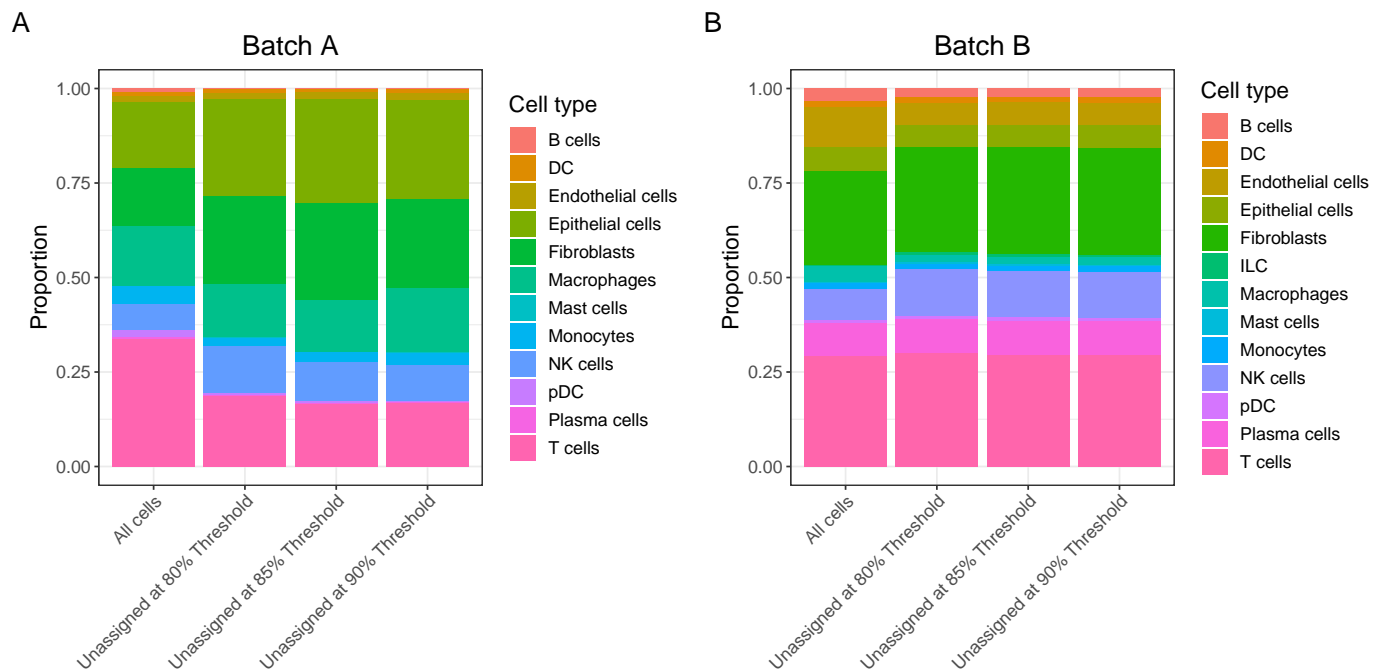 A
Batch A
Proportion
1.00
0.75
0.50
0.25
0.00
All cells
Unassigned at 80% Threshold
Unassigned at 85% Threshold
Unassigned at 90% Threshold
Cell type
B cells
DC
Endothelial cells
Epithelial cells
Fibroblasts
Macrophages
Mast cells
Monocytes
NK cells
pDC
Plasma cells
T cells
B
Batch B
Proportion
1.00
0.75
0.50
0.25
0.00
All cells
Unassigned at 80% Threshold
Unassigned at 85% Threshold
Unassigned at 90% Threshold
Cell type
B cells
DC
Endothelial cells
Epithelial cells
Fibroblasts
ILC
Macrophages
Mast cells
Monocytes
NK cells
pDC
Plasma cells
T cells